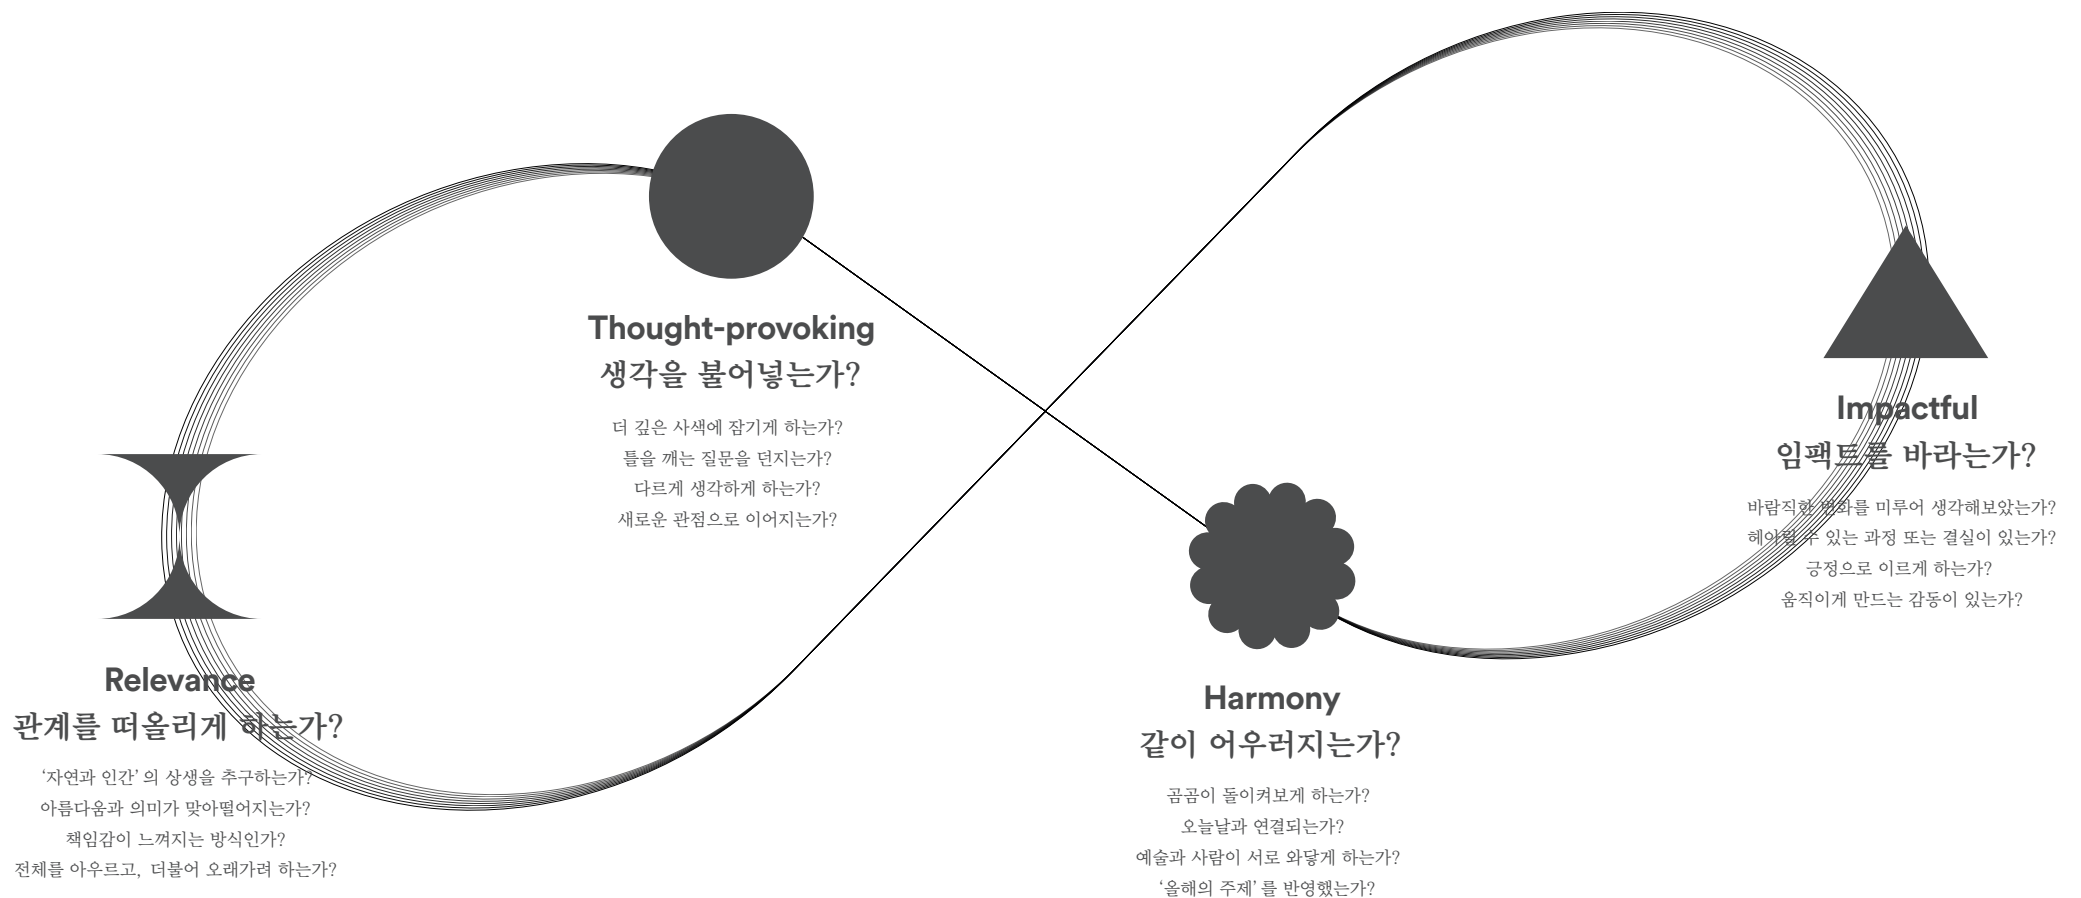 Thought-provoking
생각을 불어넣는가?
더 깊은 사색에 잠기게 하는가?
틀을 깨는 질문을 던지는가?
다르게 생각하게 하는가?
새로운 관점으로 이어지는가?
Impactful
임팩트를 바라는가?
바람직한 변화를 미루어 생각해보았는가?
헤아릴 수 있는 과정 또는 결실이 있는가?
긍정으로 이르게 하는가?
움직이게 만드는 감동이 있는가?
Relevance
관계를 떠올리게 하는가?
‘자연과 인간’의 상생을 추구하는가?
아름다움과 의미가 맞아떨어지는가?
책임감이 느껴지는 방식인가?
전체를 아우르고, 더불어 오래가려 하는가?
Harmony
같이 어우러지는가?
곰곰이 돌이켜보게 하는가?
오늘날과 연결되는가?
예술과 사람이 서로 와닿게 하는가?
‘올해의 주제’를 반영했는가?